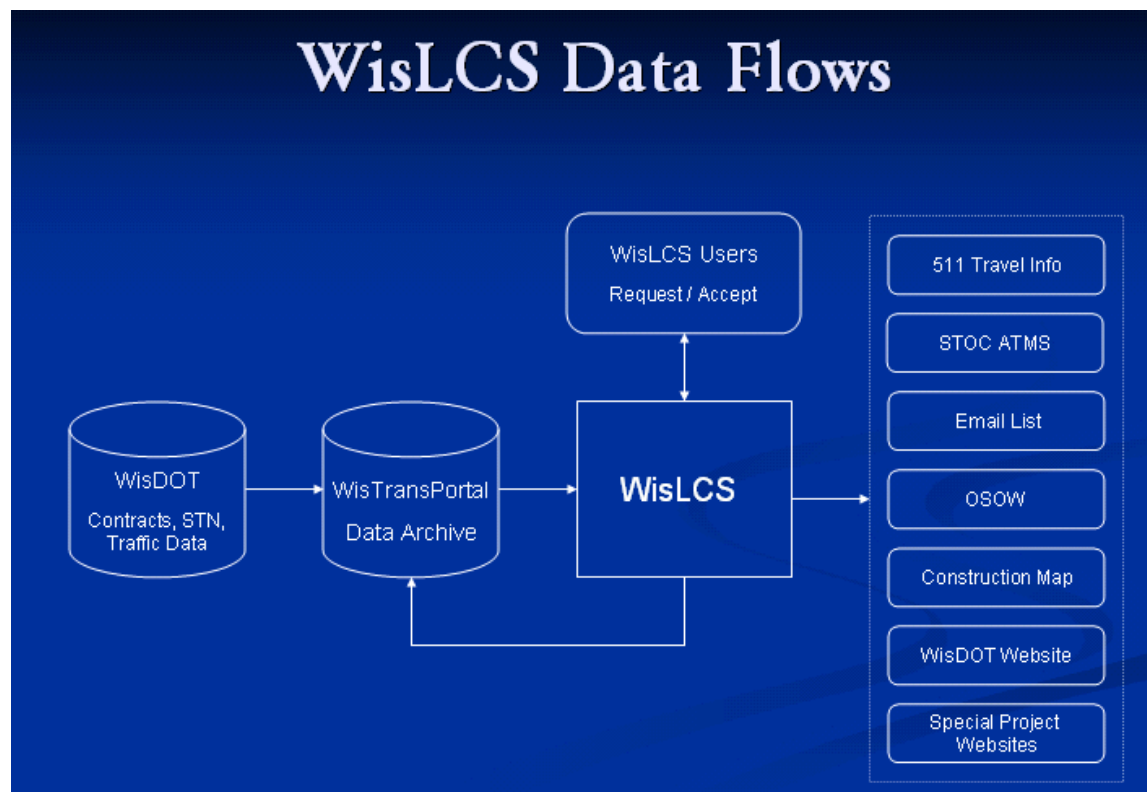 WisLCS Data Flows
WisLCS Users
Request / Accept
WisDOT
Contracts, STN,
Traffic Data
WisTransPortal
Data Archive
WisLCS
511 Travel Info
STOC ATMS
Email List
OSOW
Construction Map
WisDOT Website
Special Project
Websites